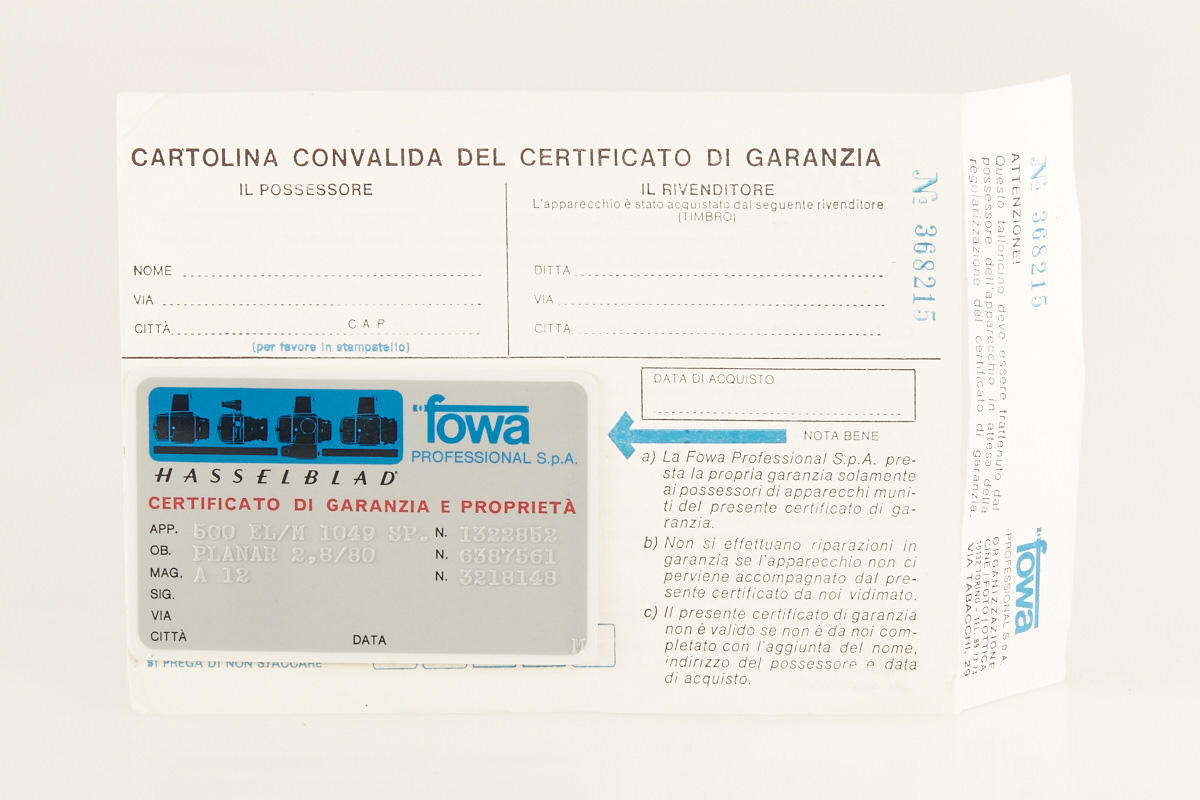 CARTOLINA CONVALIDA DEL CERTIFICATO DI GARANZIA
IL POSSESSORE
NOME
VIA
CITTÀ CAP
(per favore in stampatello)
IL RIVENDITORE
L'apparecchio è stato acquistato dal seguente rivenditore
(TIMBRO)
DITTA
VIA
CITTÀ
Nº 368215
HASSELBLAD
fowa
PROFESSIONAL S.p.A.
CERTIFICATO DI GARANZIA E PROPRIETÀ
APP. 500 EL/M 1049 SP. N. 1322852
OB. PLANAR 2,8/80 N. 6387561
MAG. A 12 N. 3218148
SIG.
VIA
CITTÀ DATA
M
SI PREGA DI NON STACCARE
DATA DI ACQUISTO
NOTA BENE
a) La Fowa Professional S.p.A. pre-
sta la propria garanzia solamente
ai possessori di apparecchi muni-
ti del presente certificato di ga-
ranzia.
b) Non si effettuano riparazioni in
garanzia se l'apparecchio non ci
perviene accompagnato dal pre-
sente certificato da noi vidimato.
c) Il presente certificato di garanzia
non è valido se non è da noi com-
pletato con l'aggiunta del nome,
indirizzo del possessore e data
di acquisto.
Nº 368215
ATTENZIONE!
Questo talloncino deve essere trattenuto dal
possessore dell'apparecchio in attesa della
regolarizzazione del certificato di garanzia.
fowa
PROFESSIONAL S.P.A.
ORGANIZZAZIONE
CINE | FOTO | OTTICA
10132 TORINO - TEL.
VIA TABACCHI, 29